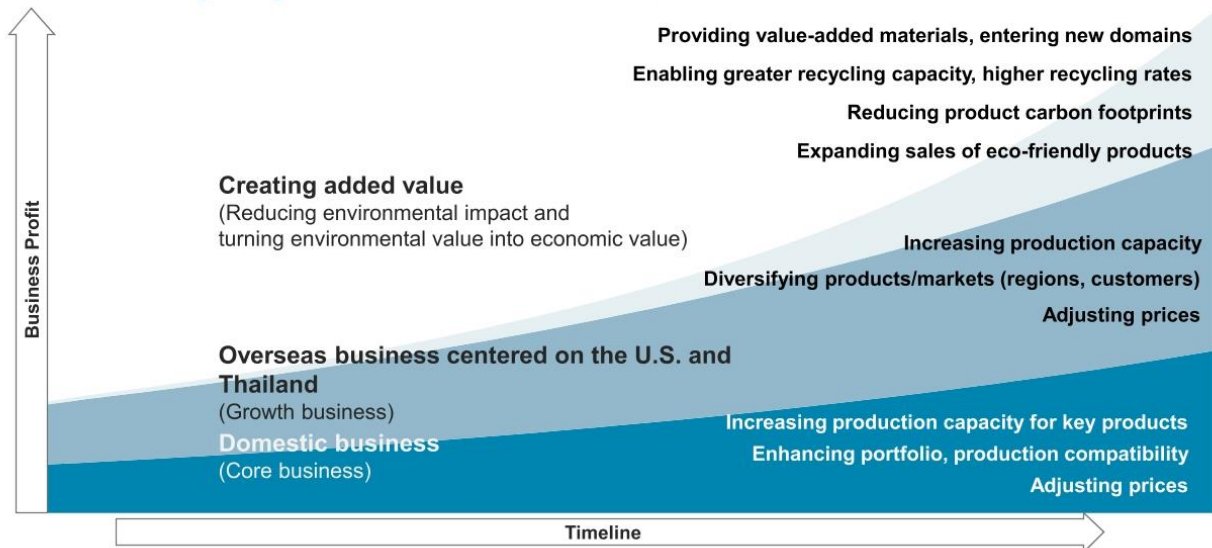 Providing value-added materials, entering new domains
Enabling greater recycling capacity, higher recycling rates
Reducing product carbon footprints
Expanding sales of eco-friendly products
Creating added value
(Reducing environmental impact and
turning environmental value into economic value)
Business Profit
Increasing production capacity
Diversifying products/markets (regions, customers)
Adjusting prices
Overseas business centered on the U.S. and
Thailand
(Growth business)
Domestic business
(Core business)
Increasing production capacity for key products
Enhancing portfolio, production compatibility
Adjusting prices
Timeline